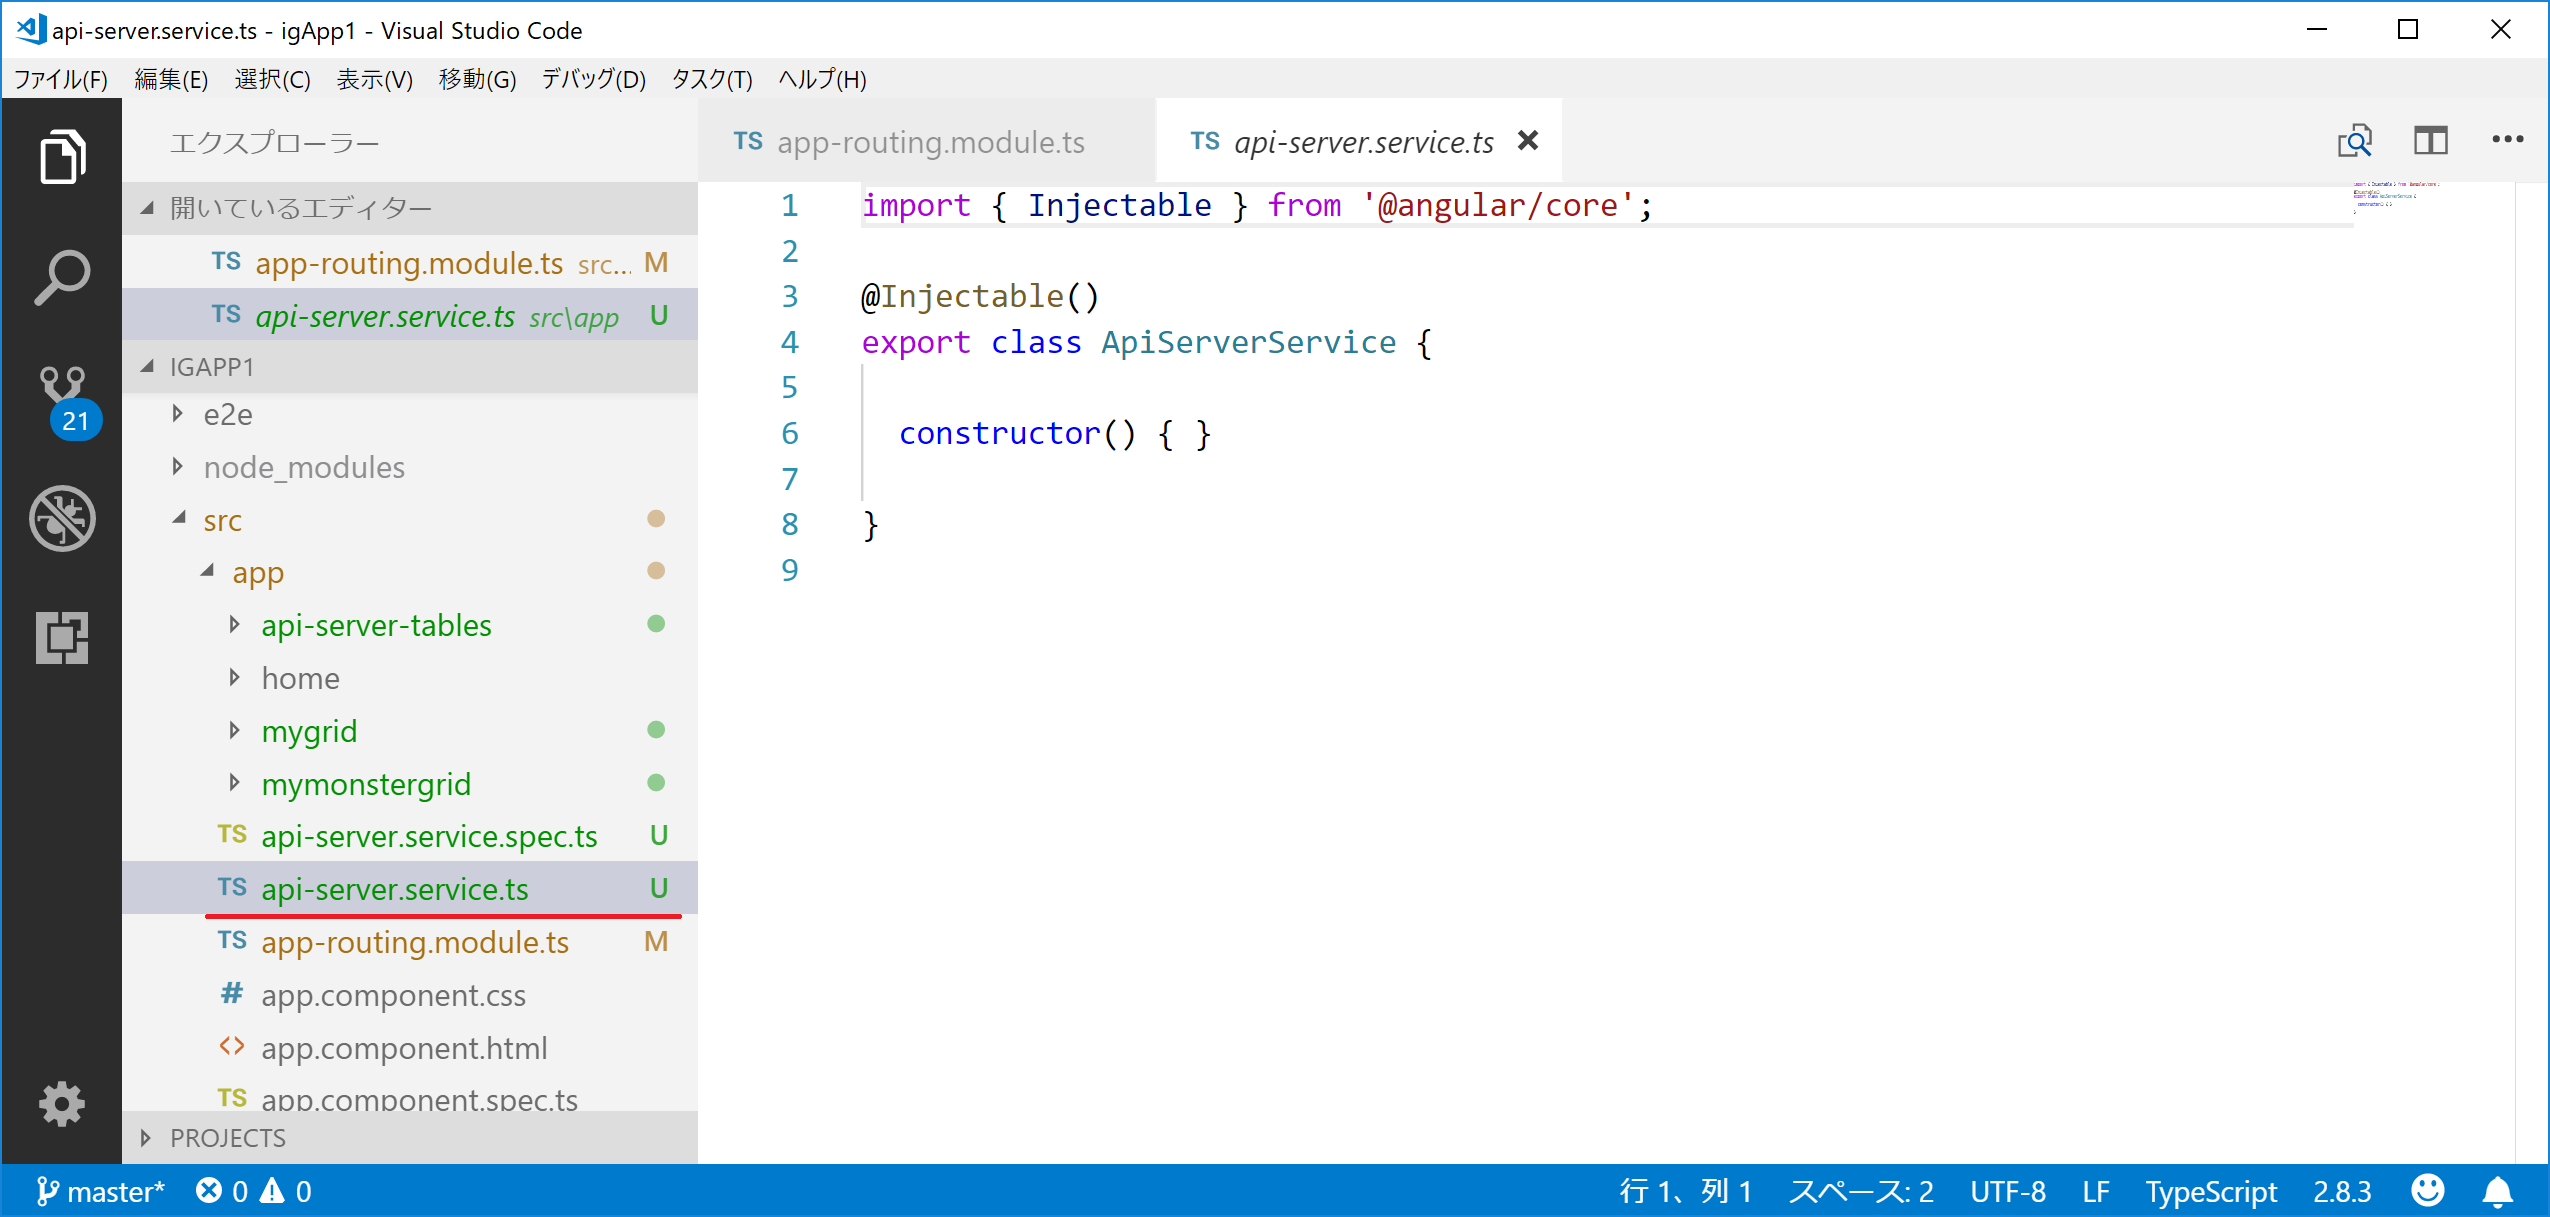 api-server.service.ts - igApp1 - Visual Studio Code
ファイル(F) 編集(E) 選択(C) 表示(V) 移動(G) デバッグ(D) タスク(T) ヘルプ(H)
エクスプローラー
開いているエディター
TS app-routing.module.ts src... M
TS api-server.service.ts src\app U
IGAPP1
e2e
node_modules
src
app
api-server-tables
home
mygrid
mymonstergrid
TS api-server.service.spec.ts U
TS api-server.service.ts U
TS app-routing.module.ts M
# app.component.css
<> app.component.html
TS app.component.spec.ts
PROJECTS
21
TS app-routing.module.ts
TS api-server.service.ts
1 import { Injectable } from '@angular/core';
2
3 @Injectable()
4 export class ApiServerService {
5
6 constructor() { }
7
8 }
9
master* 0 0
行 1、列 1 スペース: 2 UTF-8 LF TypeScript 2.8.3